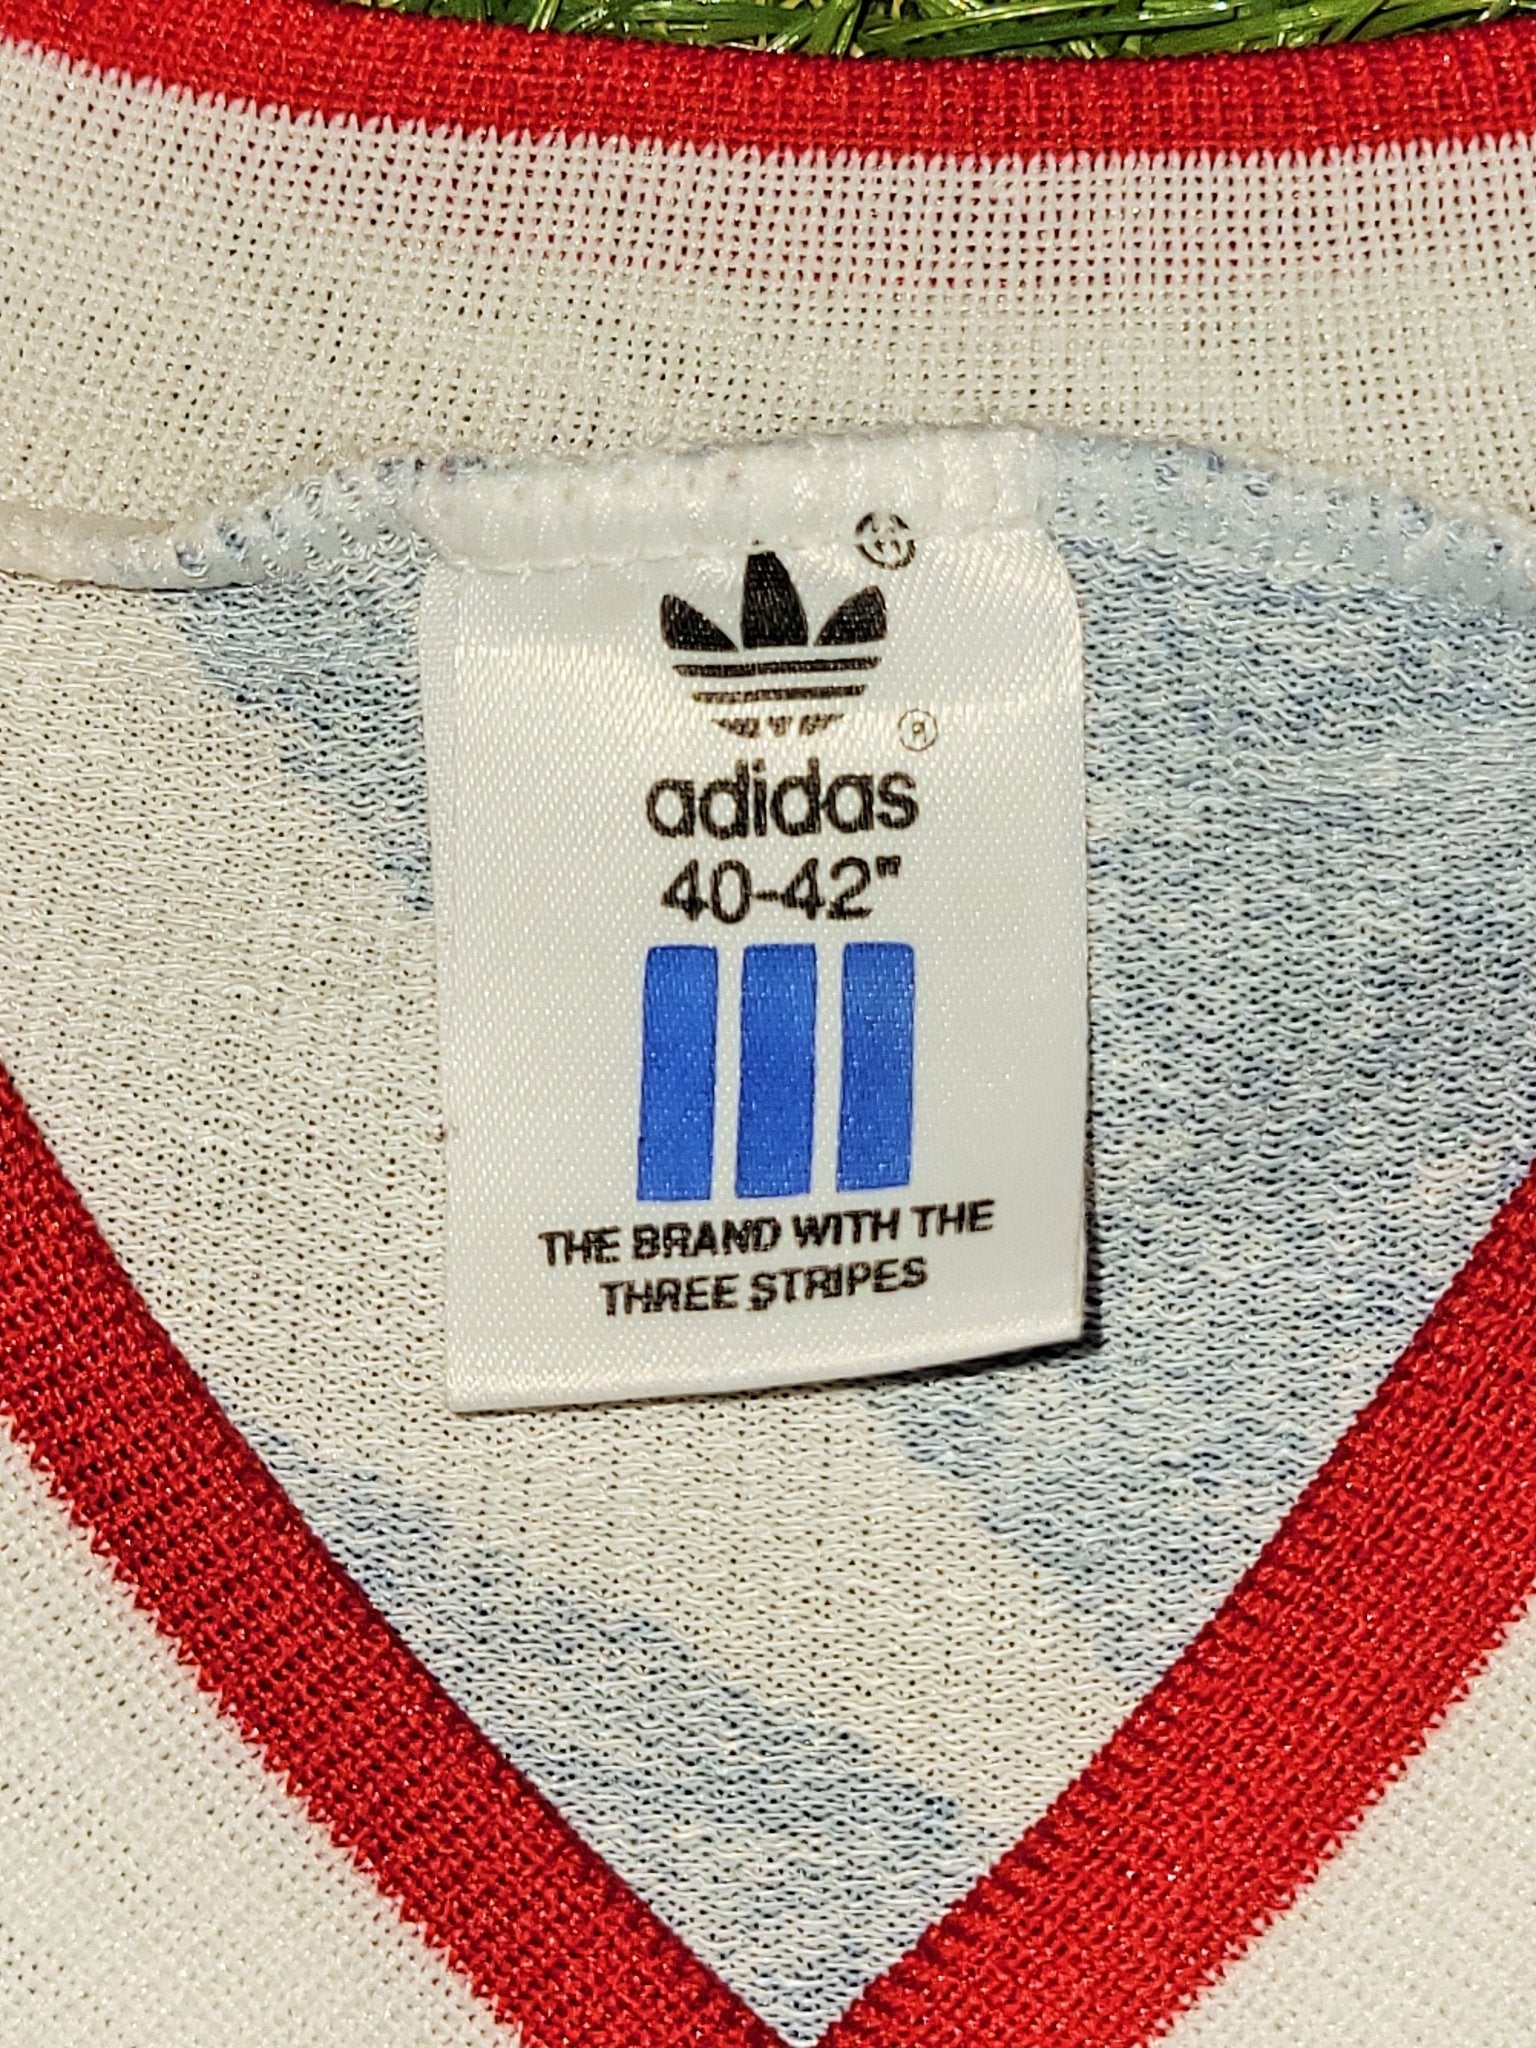 ®
adidas
40-42"
THE BRAND WITH THE
THREE STRIPES